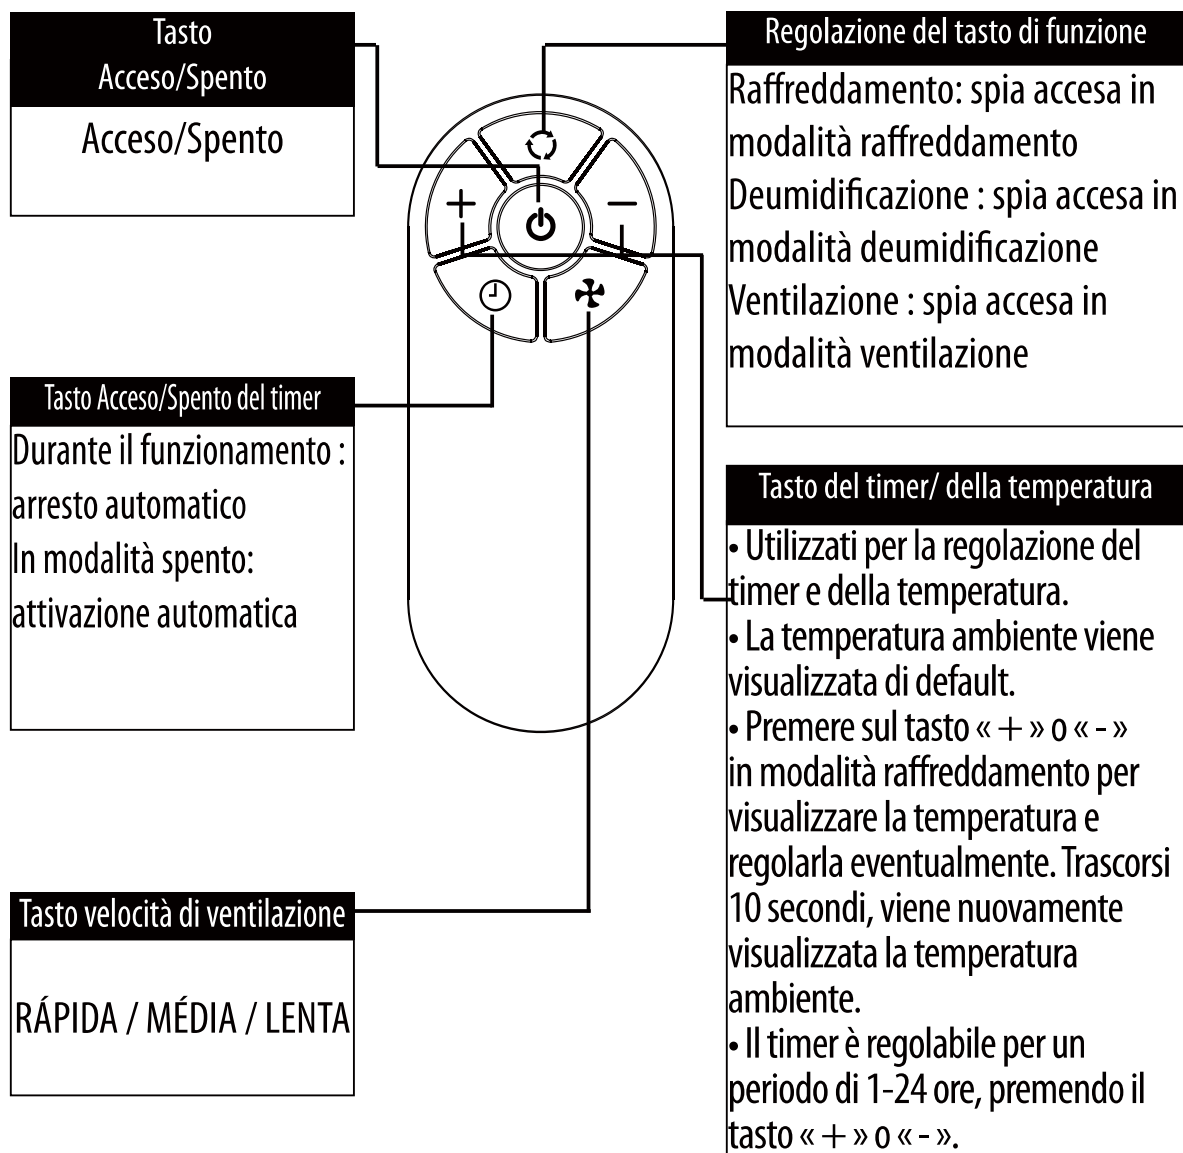 Tasto
Acceso/Spento
Acceso/Spento
Tasto Acceso/Spento del timer
Durante il funzionamento :
arresto automatico
In modalità spento:
attivazione automatica
Tasto velocità di ventilazione
RÁPIDA / MÉDIA / LENTA
Regolazione del tasto di funzione
Raffreddamento: spia accesa in
modalità raffreddamento
Deumidificazione : spia accesa in
modalità deumidificazione
Ventilazione : spia accesa in
modalità ventilazione
Tasto del timer/ della temperatura
• Utilizzati per la regolazione del
timer e della temperatura.
• La temperatura ambiente viene
visualizzata di default.
• Premere sul tasto « + » o « - »
in modalità raffreddamento per
visualizzare la temperatura e
regolarla eventualmente. Trascorsi
10 secondi, viene nuovamente
visualizzata la temperatura
ambiente.
• Il timer è regolabile per un
periodo di 1-24 ore, premendo il
tasto « + » o « - ».